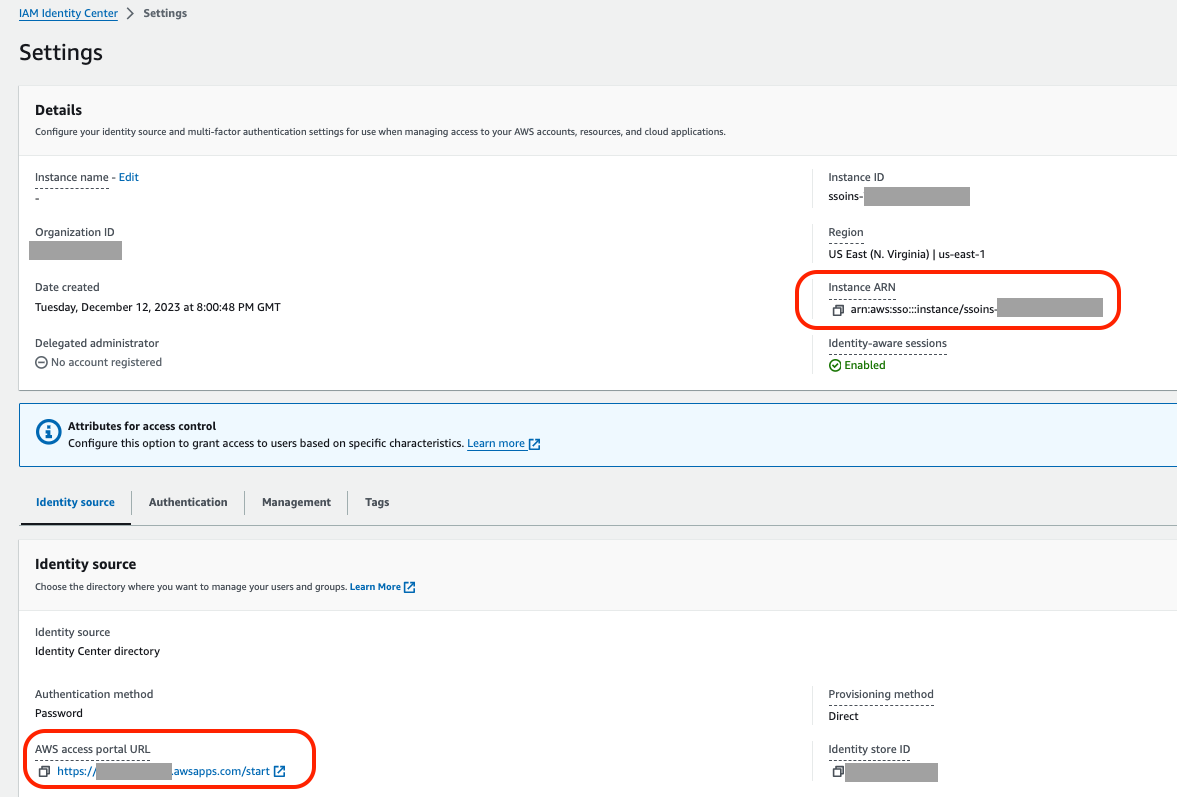 IAM Identity Center > Settings
Settings
Details
Configure your identity source and multi-factor authentication settings for use when managing access to your AWS accounts, resources, and cloud applications.
Instance name - Edit
-
Instance ID
ssoins-
Organization ID
Region
US East (N. Virginia) | us-east-1
Date created
Tuesday, December 12, 2023 at 8:00:48 PM GMT
Instance ARN
arn:aws:sso:::instance/ssoins-
Delegated administrator
No account registered
Identity-aware sessions
Enabled
Attributes for access control
Configure this option to grant access to users based on specific characteristics. Learn more
Identity source
Authentication
Management
Tags
Identity source
Choose the directory where you want to manage your users and groups. Learn More
Identity source
Identity Center directory
Authentication method
Password
Provisioning method
Direct
AWS access portal URL
https:// .awsapps.com/start
Identity store ID